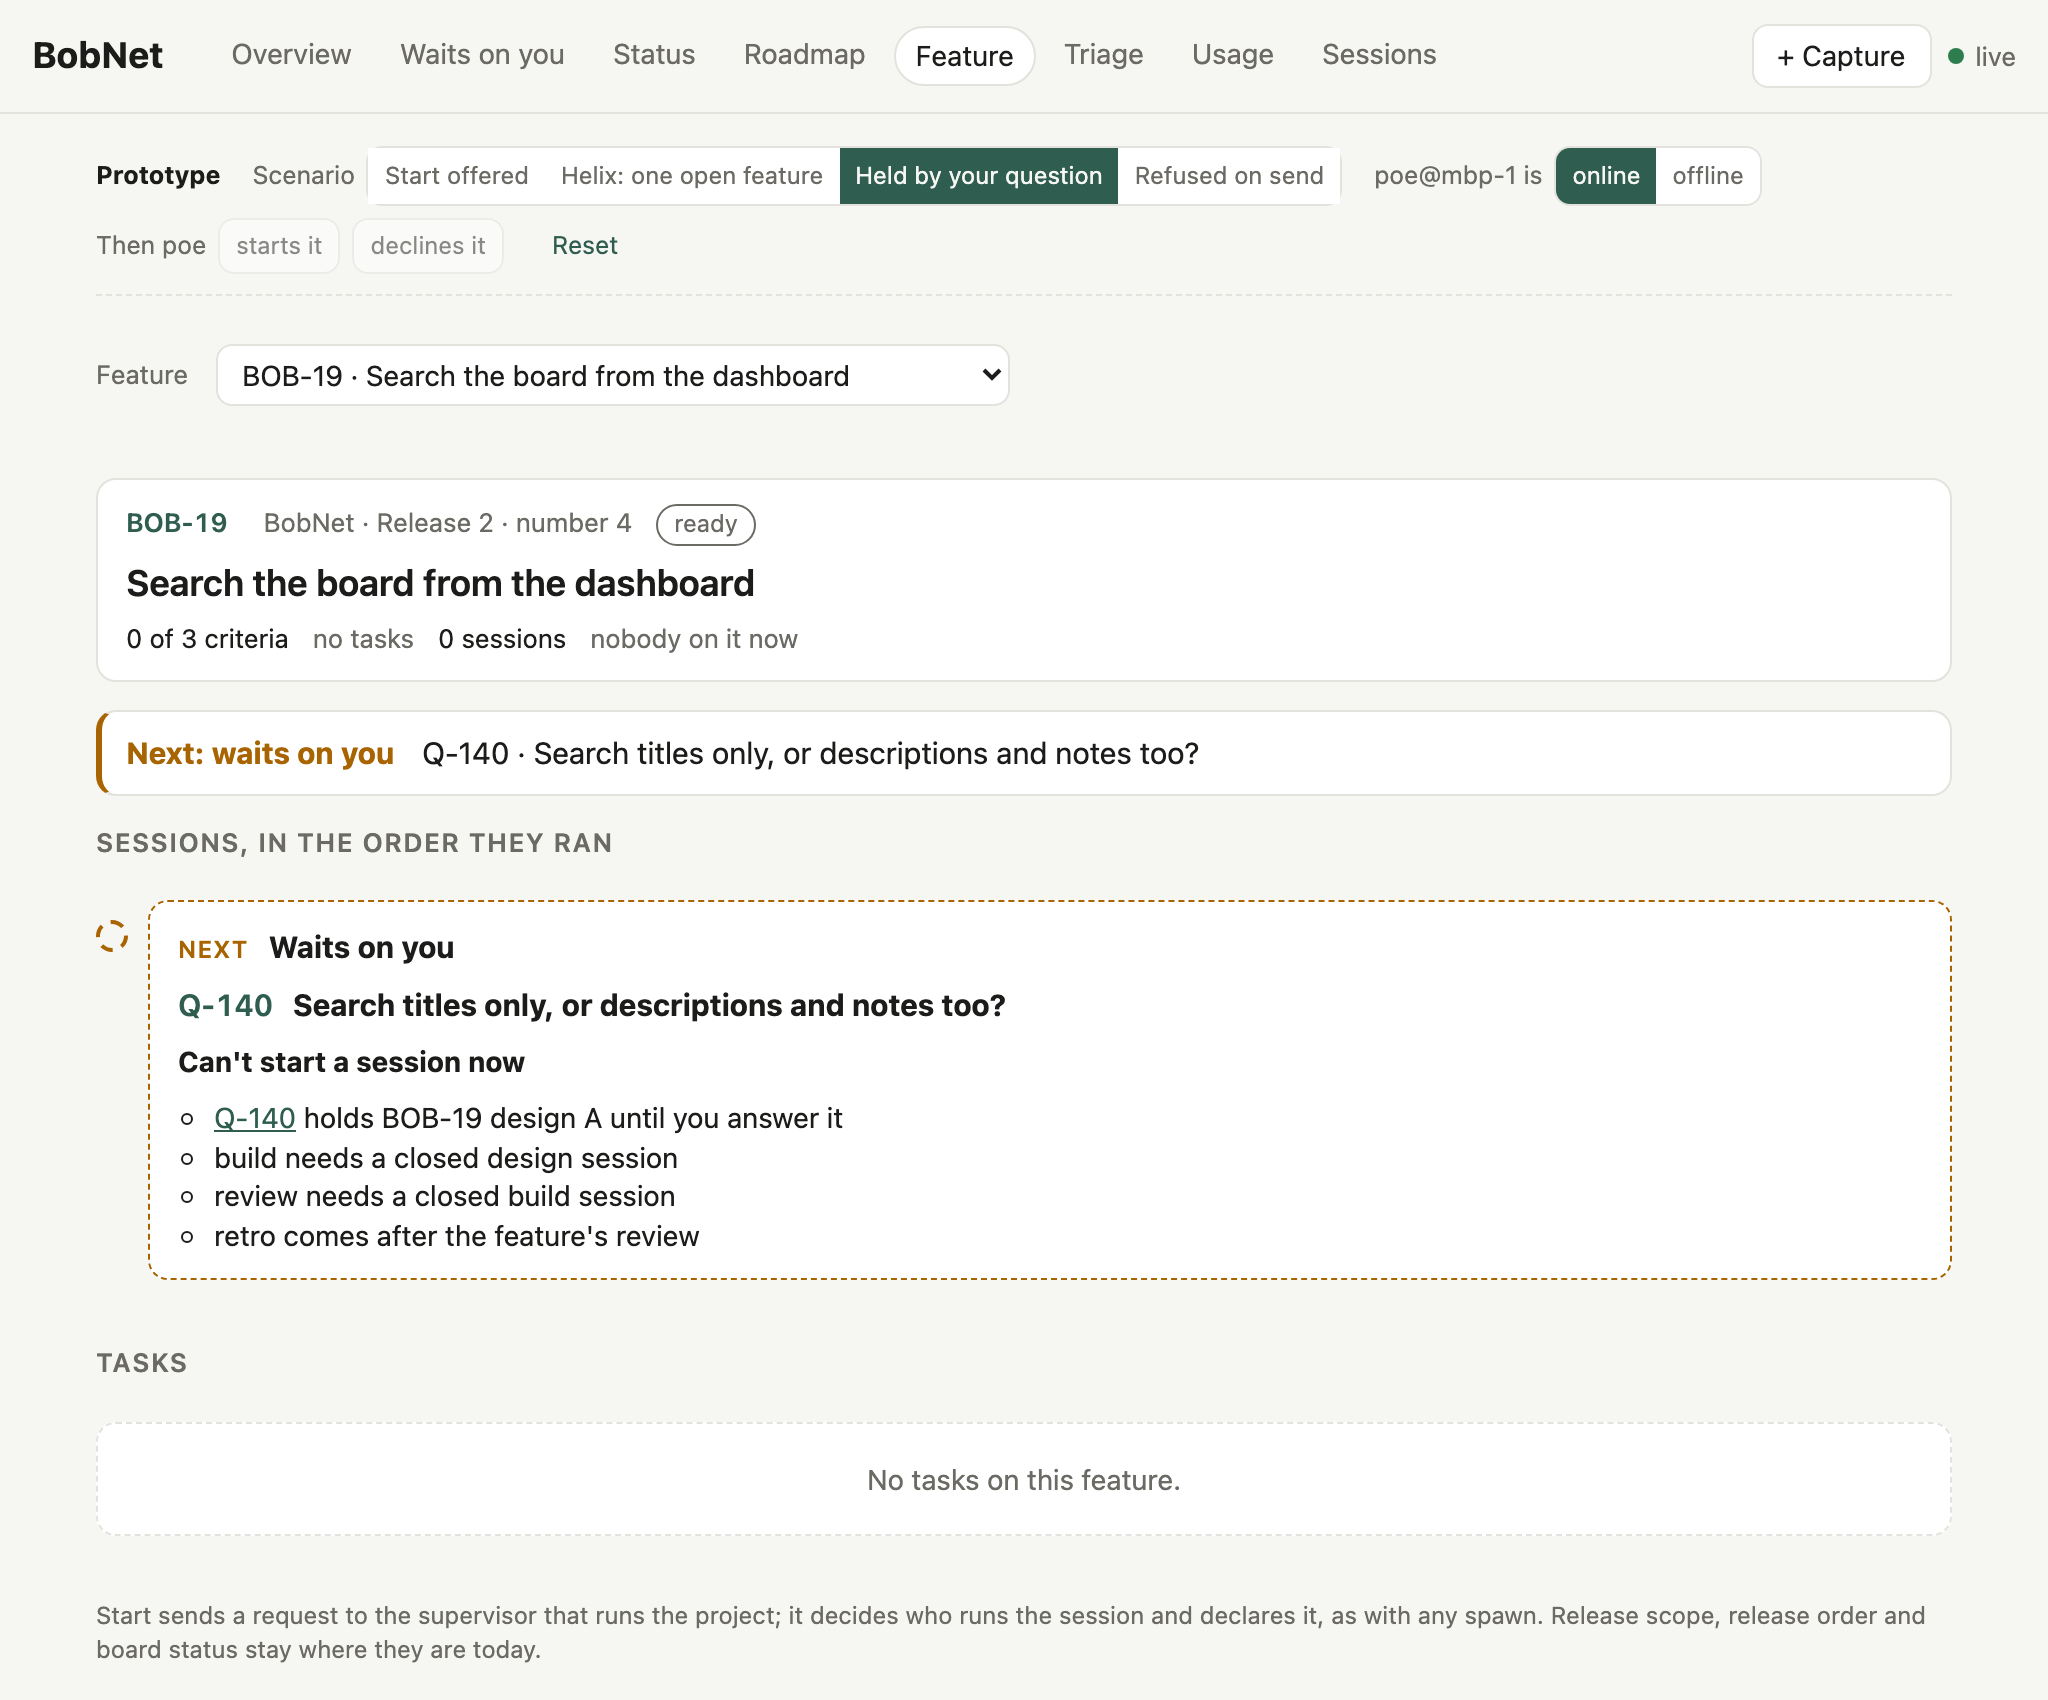 BobNet Overview Waits on you Status Roadmap Feature Triage Usage Sessions + Capture live
Prototype Scenario Start offered Helix: one open feature Held by your question Refused on send poe@mbp-1 is online offline
Then poe starts it declines it Reset
Feature BOB-19 · Search the board from the dashboard
BOB-19 BobNet · Release 2 · number 4 ready
Search the board from the dashboard
0 of 3 criteria no tasks 0 sessions nobody on it now
Next: waits on you Q-140 · Search titles only, or descriptions and notes too?
SESSIONS, IN THE ORDER THEY RAN
NEXT Waits on you
Q-140 Search titles only, or descriptions and notes too?
Can't start a session now
Q-140 holds BOB-19 design A until you answer it
build needs a closed design session
review needs a closed build session
retro comes after the feature's review
TASKS
No tasks on this feature.
Start sends a request to the supervisor that runs the project; it decides who runs the session and declares it, as with any spawn. Release scope, release order and
board status stay where they are today.